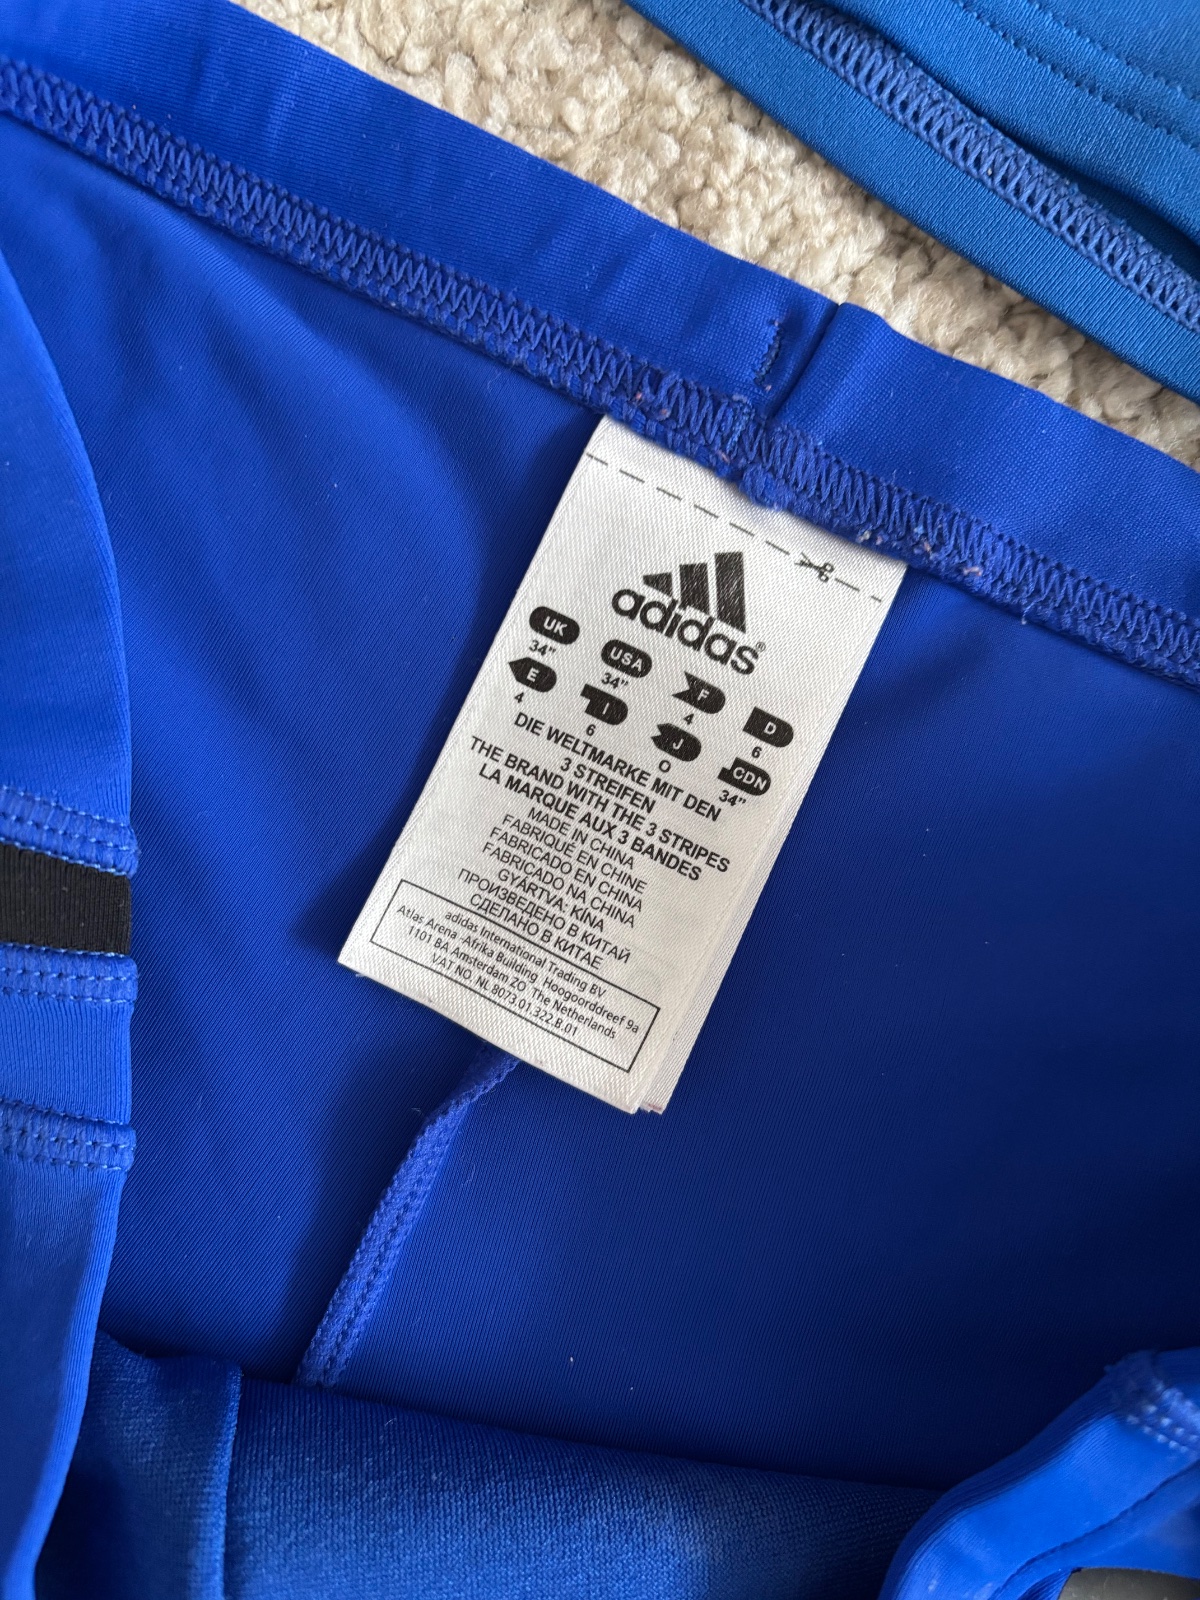 adidas®
UK USA F D
34" 34" 4 6
E I J CDN
4 6 O 34"
DIE WELTMARKE MIT DEN
3 STREIFEN
THE BRAND WITH THE 3 STRIPES
LA MARQUE AUX 3 BANDES
MADE IN CHINA
FABRIQUÉ EN CHINE
FABRICADO EN CHINA
FABRICADO NA CHINA
GYÁRTVA: KÍNA
ПРОИЗВЕДЕНО В КИТАЙ
СДЕЛАНО В КИТАЕ
adidas International Trading BV
Atlas Arena -Afrika Building Hoogoorddreef 9a
1101 BA Amsterdam ZO The Netherlands
VAT NO. NL8073.01.322.B.01